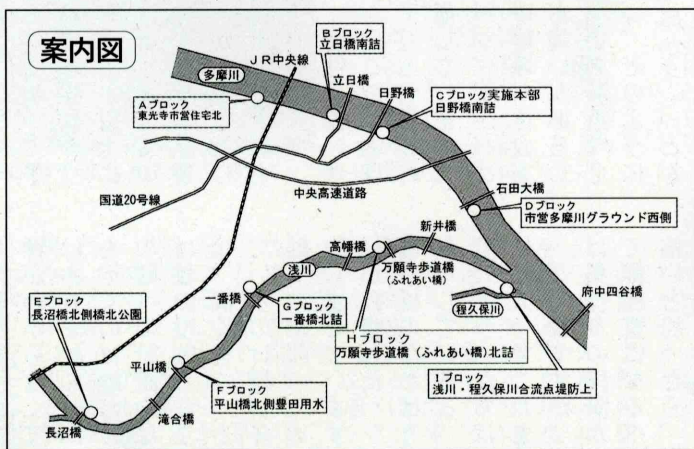 案内図
JR中央線
多摩川
Bブロック
立日橋南詰
立日橋
日野橋
Aブロック
東光寺市営住宅北
Cブロック実施本部
日野橋南詰
国道20号線
中央高速道路
石田大橋
Dブロック
市営多摩川グラウンド西側
新井橋
高幡橋
浅川
万願寺歩道橋
(ふれあい橋)
府中四谷橋
程久保川
一番橋
Gブロック
一番橋北詰
Eブロック
長沼橋北側橋北公園
Hブロック
万願寺歩道橋(ふれあい橋)北詰
Iブロック
浅川・程久保川合流点堤防上
平山橋
Fブロック
平山橋北側豊田用水
滝合橋
長沼橋